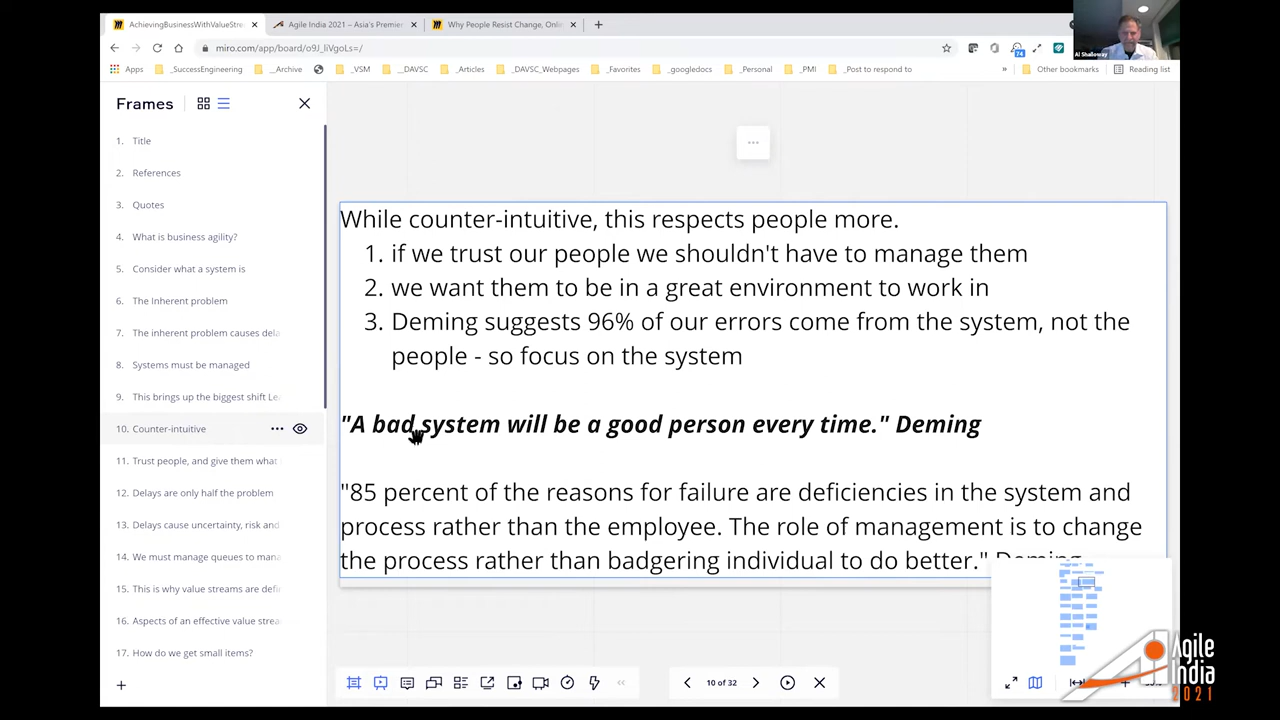 AchievingBusinessWithValueStre
Agile India 2021 – Asia's Premier
Why People Resist Change, Onli
miro.com/app/board/o9J_liVgoLs=/
Al Shalloway
Apps
_SuccessEngineering
__Archive
_VSM
__DAVSC
_Articles
_DAVSC_Webpages
_Favorites
_googledocs
_Personal
_PMI
_Post to respond to
»
Other bookmarks
Reading list
Frames
1. Title
2. References
3. Quotes
4. What is business agility?
5. Consider what a system is
6. The Inherent problem
7. The inherent problem causes dela
8. Systems must be managed
9. This brings up the biggest shift Le
10. Counter-intuitive
11. Trust people, and give them what
12. Delays are only half the problem
13. Delays cause uncertainty, risk and
14. We must manage queues to mana
15. This is why value streams are defi
16. Aspects of an effective value strea
17. How do we get small items?
While counter-intuitive, this respects people more.
1. if we trust our people we shouldn't have to manage them
2. we want them to be in a great environment to work in
3. Deming suggests 96% of our errors come from the system, not the
people - so focus on the system
"A bad system will be a good person every time." Deming
"85 percent of the reasons for failure are deficiencies in the system and
process rather than the employee. The role of management is to change
the process rather than badgering individual to do better." Deming
10 of 32
Agile
India
2021